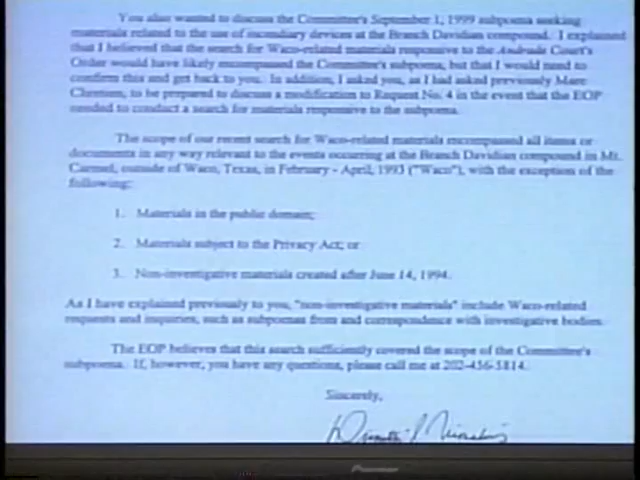 You also wanted to discuss the Committee's September 1, 1999 subpoena seeking
materials related to the use of incendiary devices at the Branch Davidian compound. I explained
that I believed that the search for Waco-related materials responsive to the Andrade Court's
Order would have likely encompassed the Committee's subpoena, but that I would need to
confirm this and get back to you. In addition, I asked you, as I had asked previously Marc
to be prepared to discuss a modification to Request No. 4 in the event that the EOP
needed to conduct a search for materials responsive to the subpoena.
The scope of our recent search for Waco-related materials encompassed all items or
documents in any way relevant to the events occurring at the Branch Davidian compound in Mt.
Carmel, outside of Waco, Texas, in February - April, 1993 ("Waco"), with the exception of the
following:
1. Materials in the public domain;
2. Materials subject to the Privacy Act; or
3. Non-investigative materials created after June 14, 1994.
As I have explained previously to you, "non-investigative materials" include Waco-related
requests and inquiries, such as subpoenas from and correspondence with investigative bodies.
The EOP believes that this search sufficiently covered the scope of the Committee's
subpoena. If, however, you have any questions, please call me at 202-456-5814.
Sincerely,
Pioneer